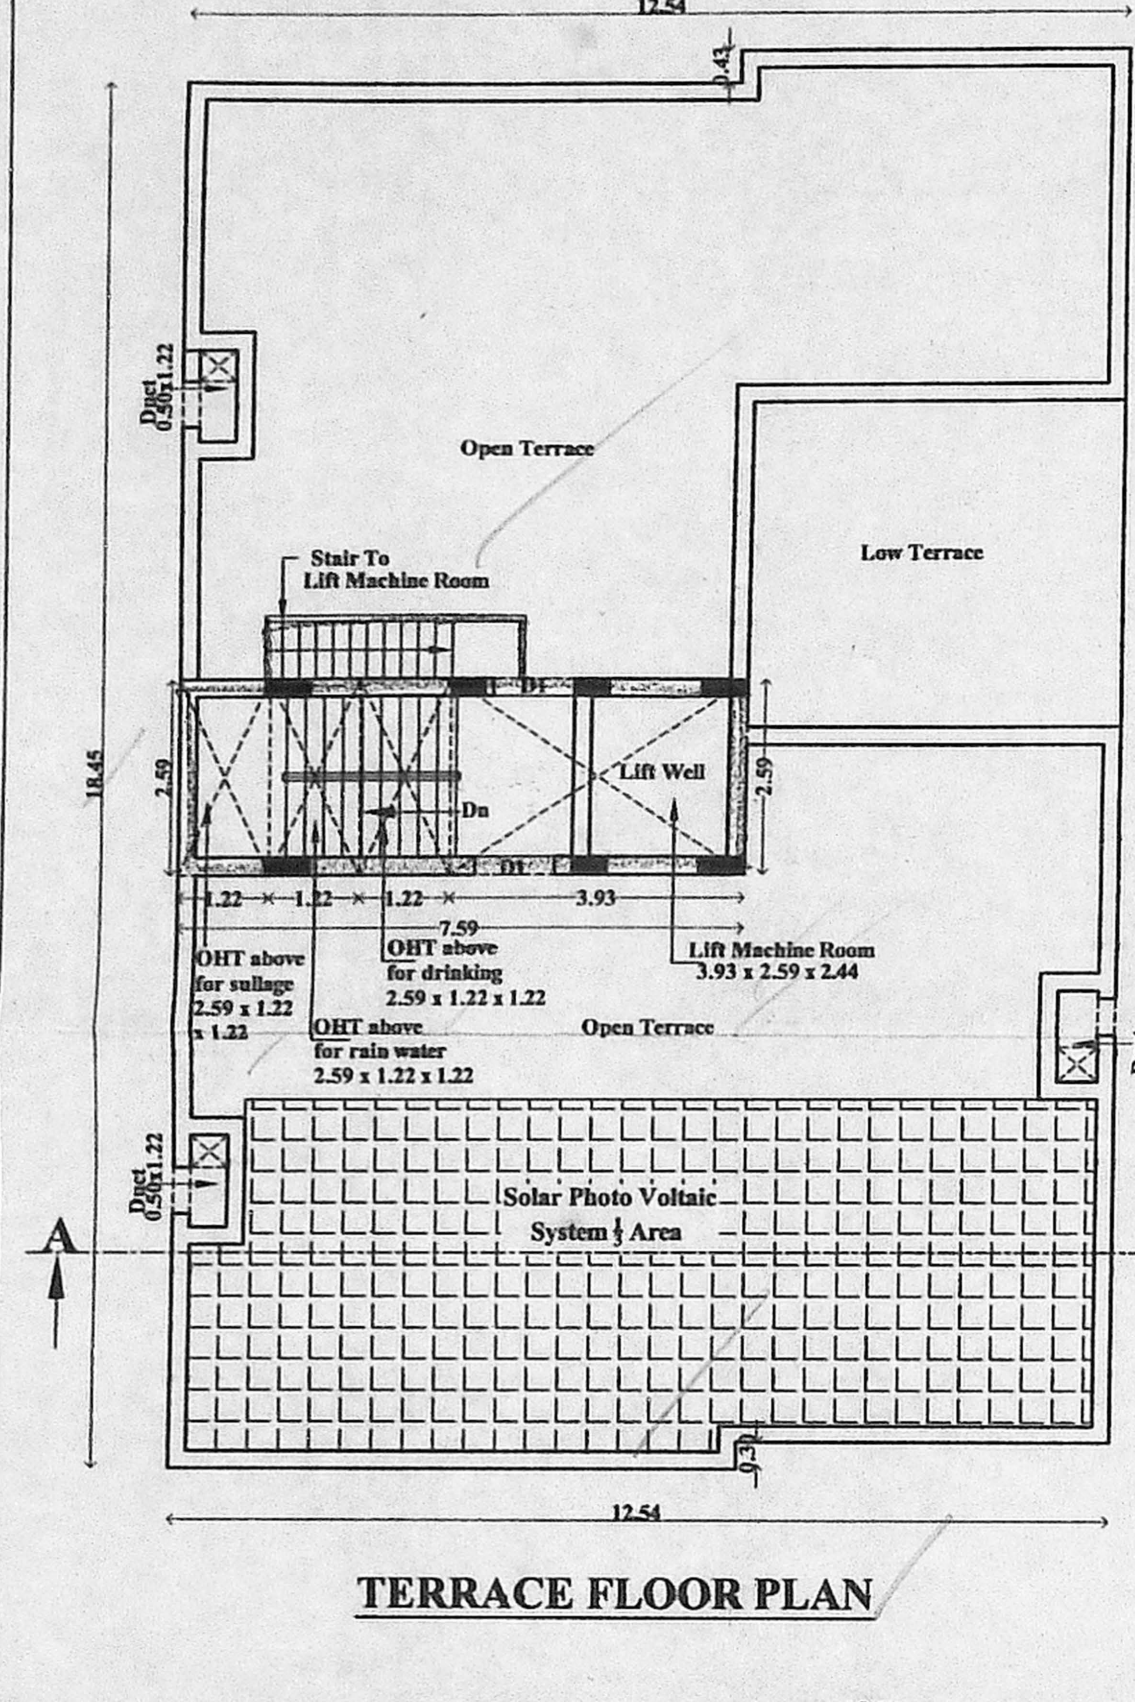 12.54
0.43
Duct
0.50x1.22
Open Terrace
Low Terrace
Stair To
Lift Machine Room
D1
18.45
2.59
Lift Well
2.59
Dn
D1
1.22
1.22
1.22
3.93
7.59
OHT above
for sullage
2.59 x 1.22
x 1.22
OHT above
for drinking
2.59 x 1.22 x 1.22
Lift Machine Room
3.93 x 2.59 x 2.44
OHT above
for rain water
2.59 x 1.22 x 1.22
Open Terrace
Duct
0.50x1.22
Solar Photo Voltaic
System ⅓ Area
A
0.30
12.54
TERRACE FLOOR PLAN